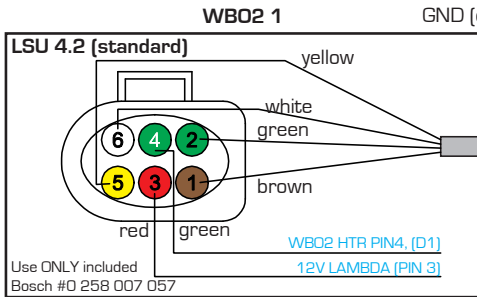 WBO2 1
GND (
LSU 4.2 (standard)
yellow
white
green
6 4 2
5 3 1
brown
red green
WBO2 HTR PIN4, (D1)
12V LAMBDA (PIN 3)
Use ONLY included
Bosch #0 258 007 057